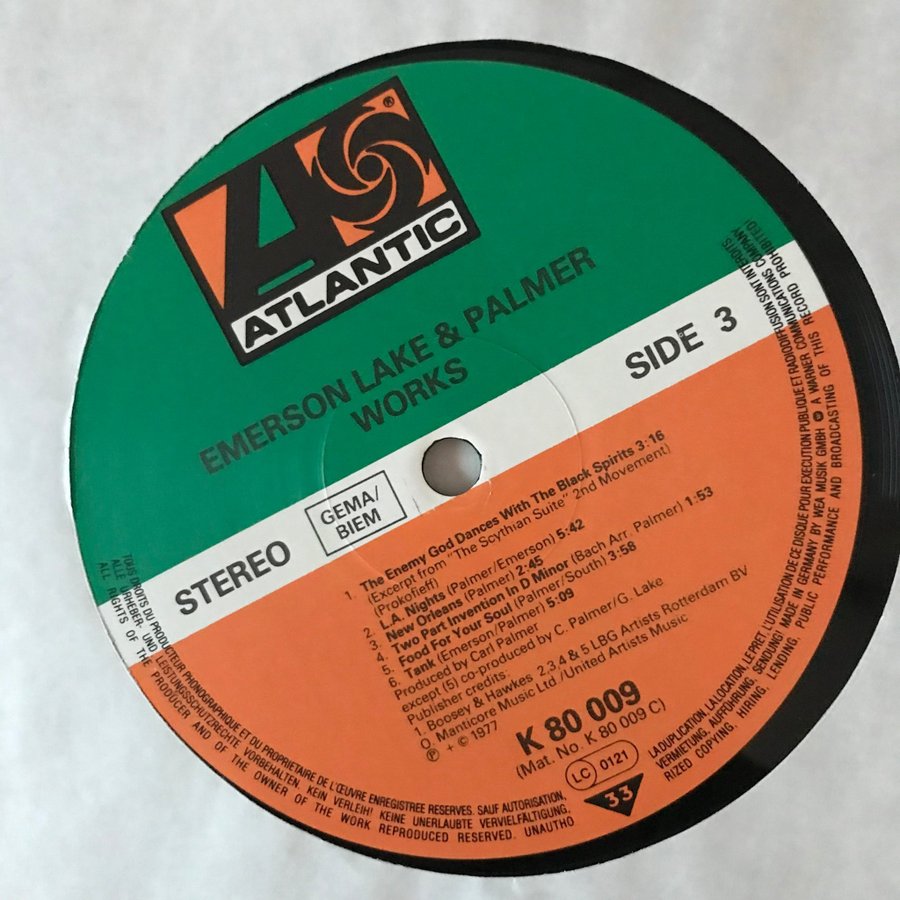 ®
ATLANTIC
EMERSON LAKE & PALMER
WORKS
SIDE 3
STEREO
GEMA/
BIEM
1. The Enemy God Dances With The Black Spirits 3:16
(Excerpt from "The Scythian Suite" 2nd Movement)
(Prokofieff)
2. L.A. Nights (Palmer/Emerson) 5:42
3. New Orleans (Palmer) 2:45
4. Two Part Invention In D Minor (Bach Arr. Palmer) 1:53
5. Food For Your Soul (Palmer/South) 3:58
6. Tank (Emerson/Palmer) 5:09
Produced by Carl Palmer
except (5) co-produced by C. Palmer/G. Lake
Publisher credits:
1. Boosey & Hawkes 2,3,4 & 5 LBG Artists Rotterdam BV
O. Manticore Music Ltd /United Artists Music
℗ + © 1977
K 80 009
(Mat. No. K 80 009 C)
LC 0121
33
TOUS DROITS DU PRODUCTEUR PHONOGRAPHIQUE ET DU PROPRIETAIRE DE L'ŒUVRE ENREGISTREE RESERVES. SAUF AUTORISATION, LA DUPLICATION, LA LOCATION, LE PRET, L'UTILISATION DE CE DISQUE POUR EXECUTION PUBLIQUE ET RADIODIFFUSION SONT INTERDITS
ALLE URHEBER- UND LEISTUNGSSCHUTZRECHTE VORBEHALTEN. KEIN VERLEIH! KEINE UNERLAUBTE VERVIELFÄLTIGUNG, VERMIETUNG, AUFFÜHRUNG, SENDUNG! MADE IN GERMANY BY WEA MUSIK GMBH A WARNER COMMUNICATIONS COMPANY
ALL RIGHTS OF THE PRODUCER AND OF THE OWNER OF THE WORK REPRODUCED RESERVED. UNAUTHORIZED COPYING, HIRING, LENDING, PUBLIC PERFORMANCE AND BROADCASTING OF THIS RECORD PROHIBITED!